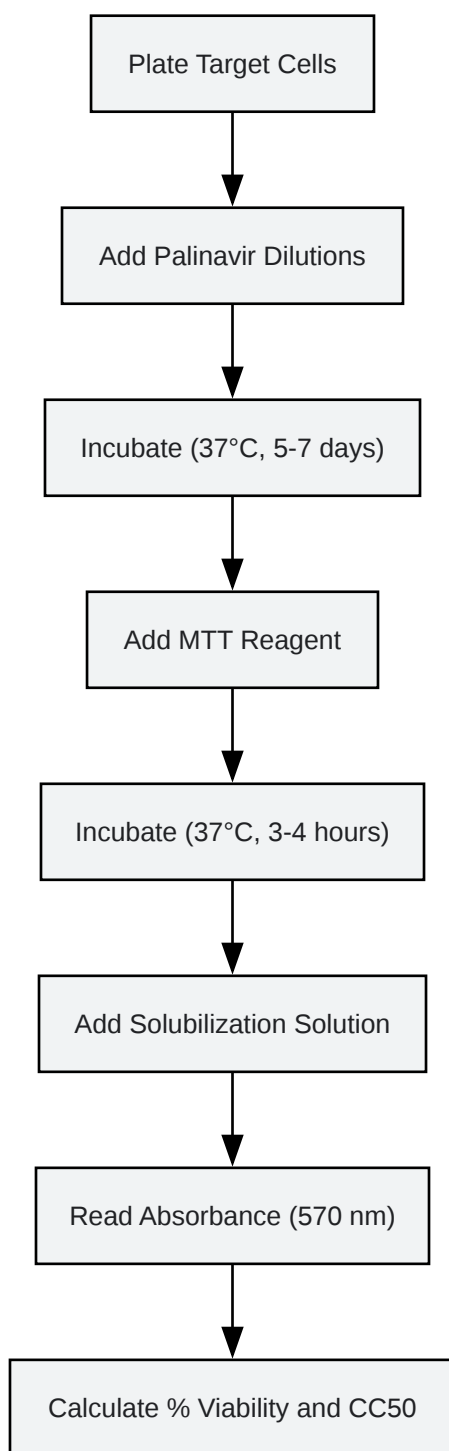 Plate Target Cells
Add Palinavir Dilutions
Incubate (37°C, 5-7 days)
Add MTT Reagent
Incubate (37°C, 3-4 hours)
Add Solubilization Solution
Read Absorbance (570 nm)
Calculate % Viability and CC50